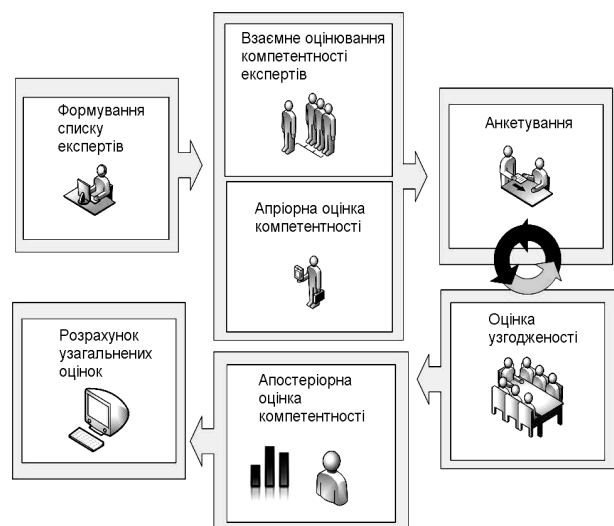 Формування
списку
експертів
Взаємне оцінювання
компетентності
експертів
Апріорна оцінка
компетентності
Анкетування
Оцінка
узгодженості
Апостеріорна
оцінка
компетентності
Розрахунок
узагальнених
оцінок